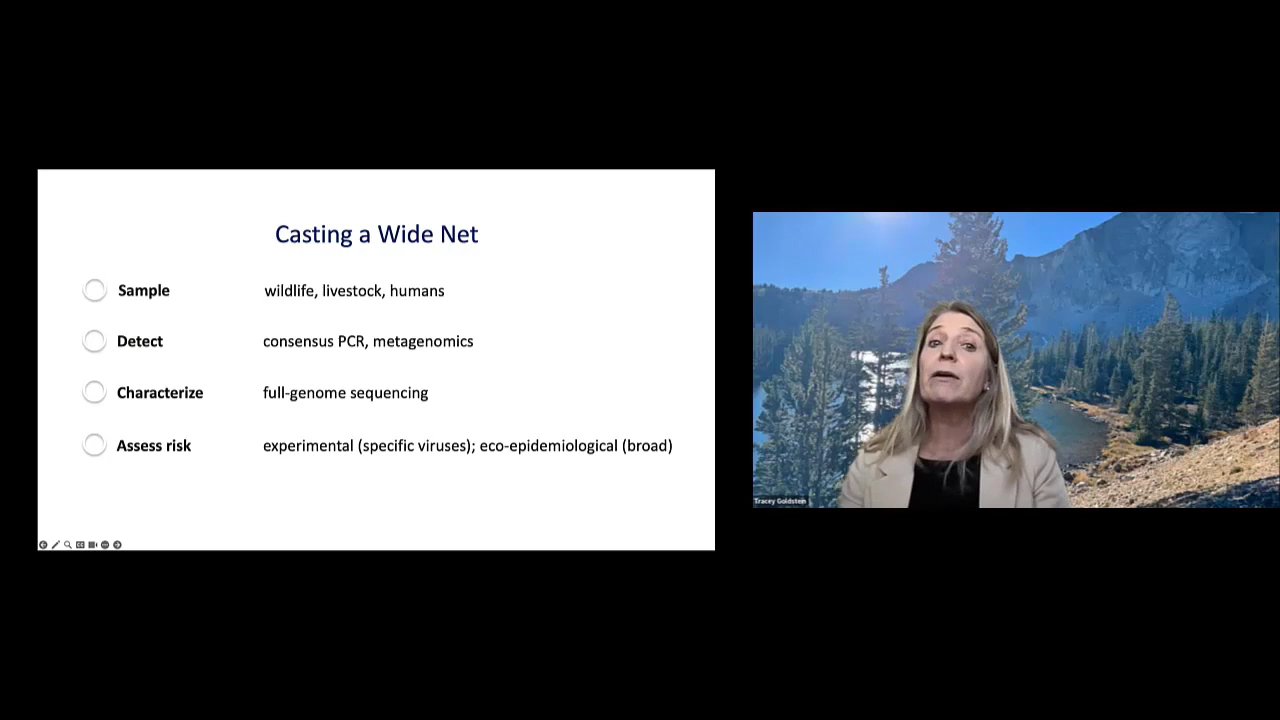 Casting a Wide Net
Sample wildlife, livestock, humans
Detect consensus PCR, metagenomics
Characterize full-genome sequencing
Assess risk experimental (specific viruses); eco-epidemiological (broad)
Tracey Goldstein